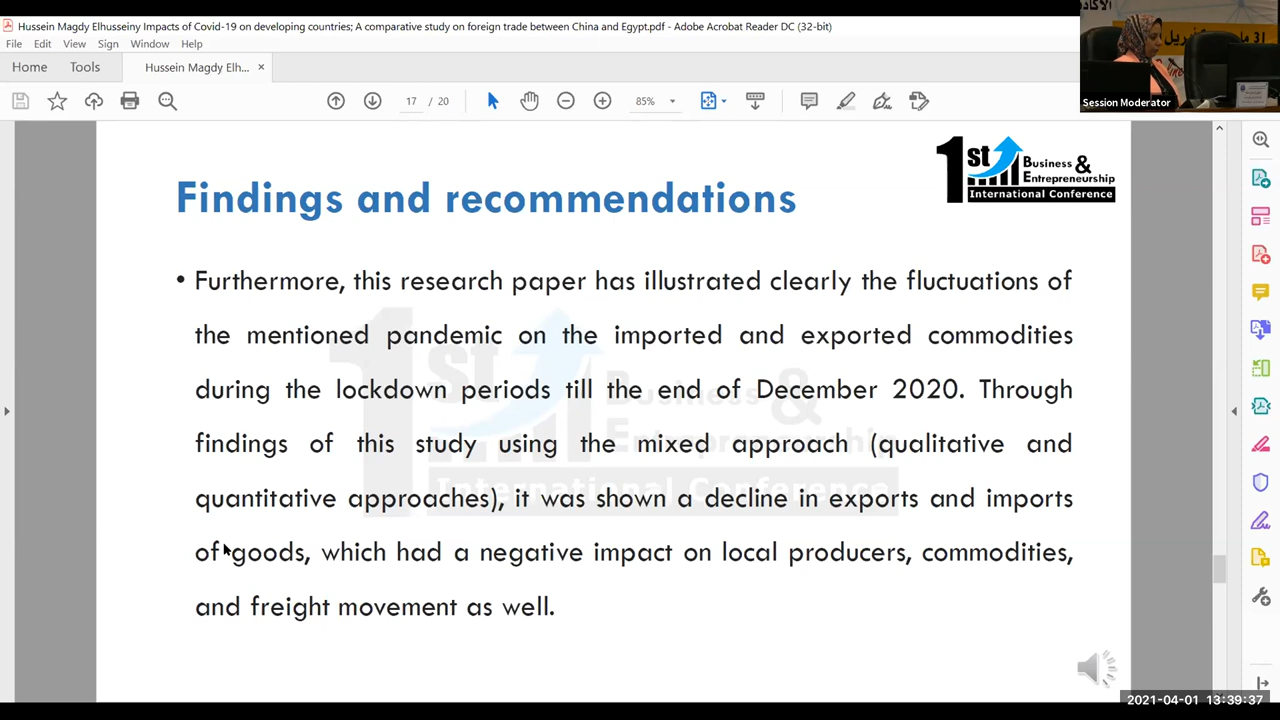 Hussein Magdy Elhusseiny Impacts of Covid-19 on developing countries; A comparative study on foreign trade between China and Egypt.pdf - Adobe Acrobat Reader DC (32-bit)
File Edit View Sign Window Help
Home Tools Hussein Magdy Elh... ×
17 / 20 85%
Session Moderator
1st Business &
Entrepreneurship
International Conference
Findings and recommendations
• Furthermore, this research paper has illustrated clearly the fluctuations of
the mentioned pandemic on the imported and exported commodities
during the lockdown periods till the end of December 2020. Through
findings of this study using the mixed approach (qualitative and
quantitative approaches), it was shown a decline in exports and imports
of goods, which had a negative impact on local producers, commodities,
and freight movement as well.
1st Business &
Entrepreneurship
International Conference
2021-04-01 13:39:37